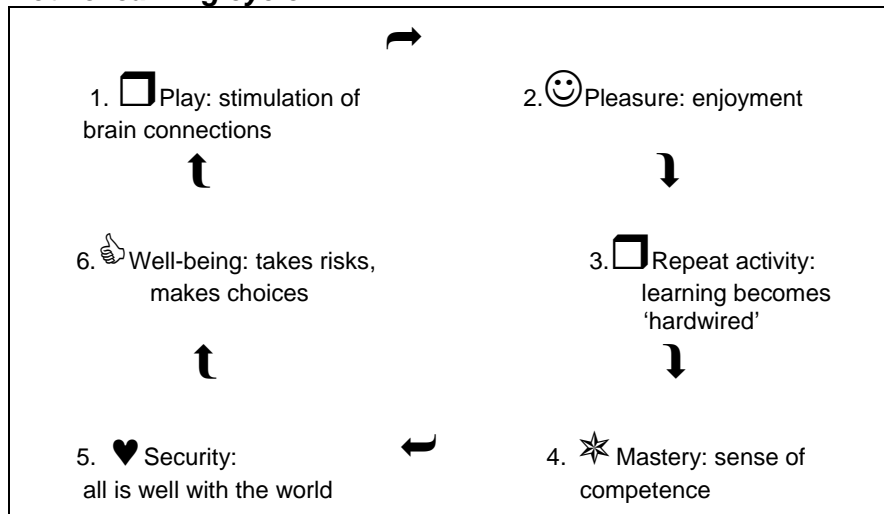 1. Play: stimulation of
brain connections
2. Pleasure: enjoyment
3. Repeat activity:
learning becomes
‘hardwired’
4. Mastery: sense of
competence
5. Security:
all is well with the world
6. Well-being: takes risks,
makes choices